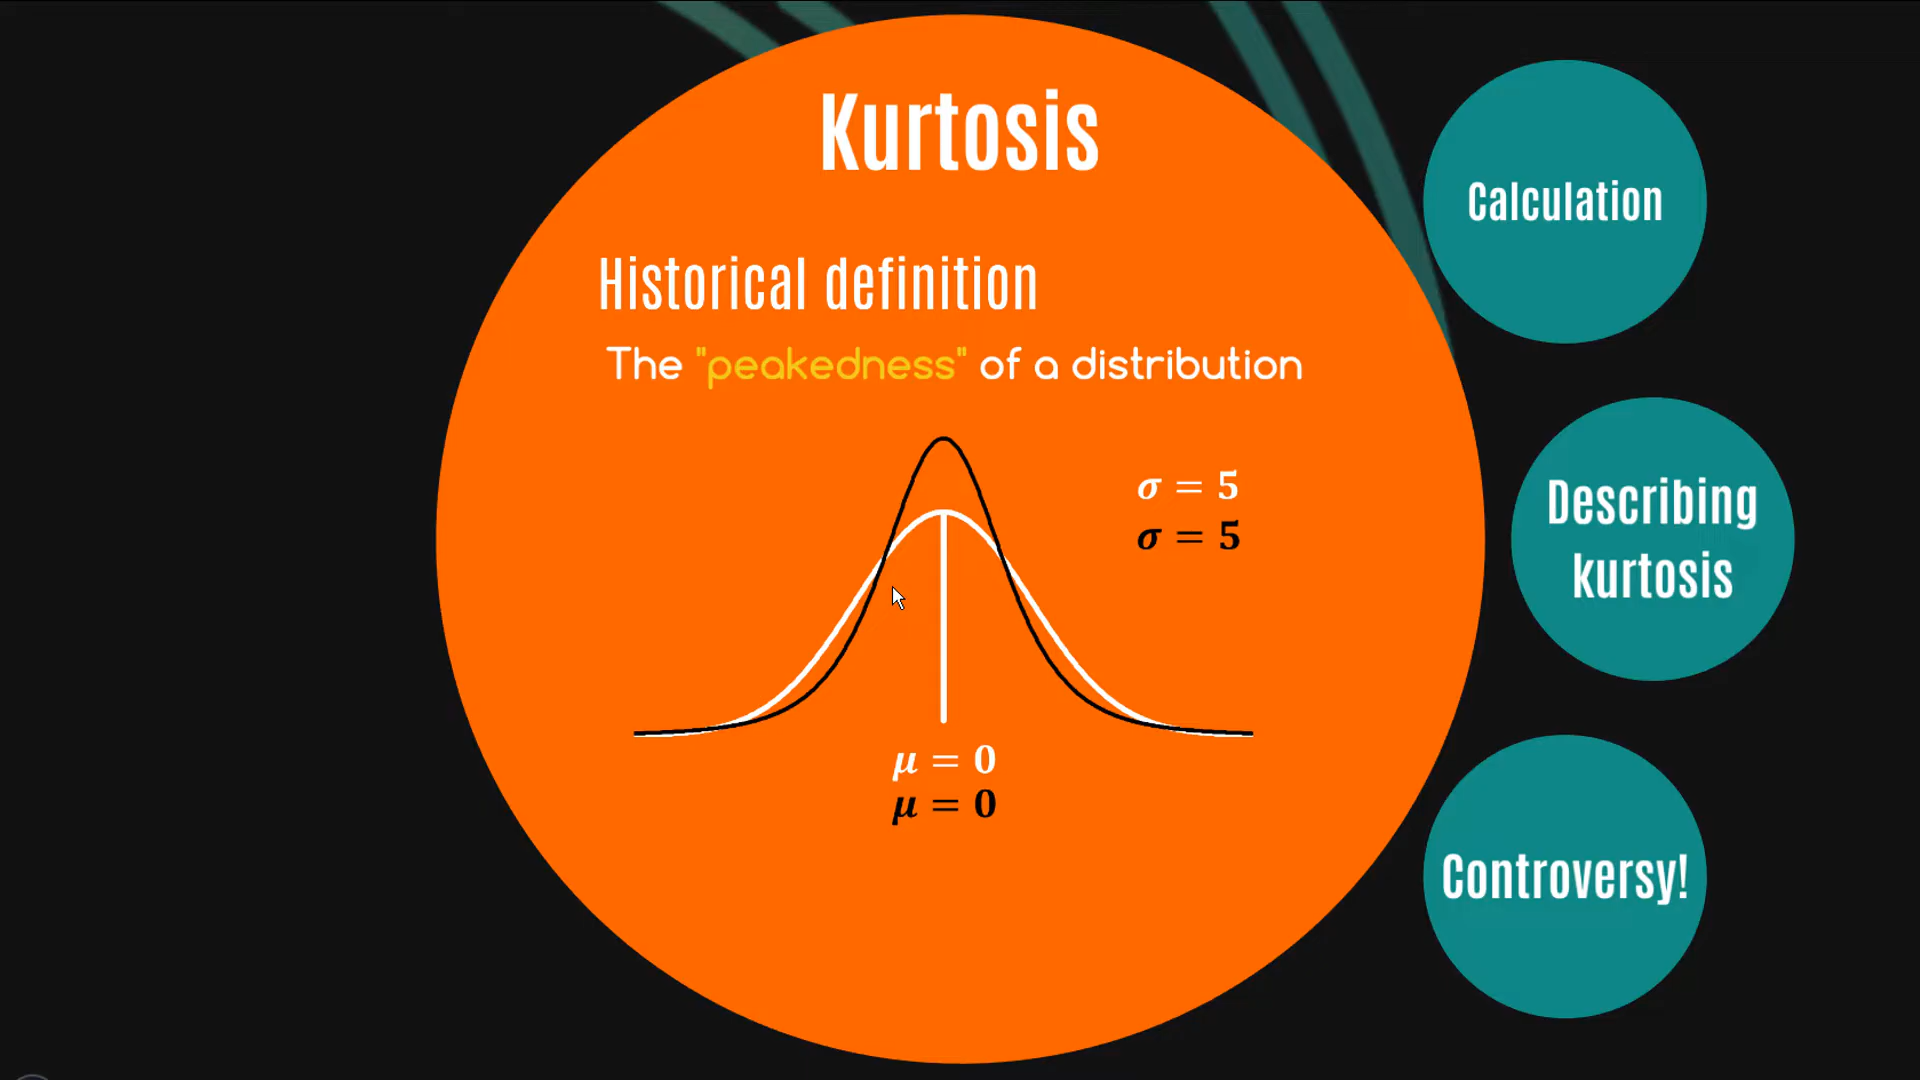 Kurtosis
Historical definition
The "peakedness" of a distribution
σ = 5
σ = 5
μ = 0
μ = 0
Calculation
Describing
kurtosis
Controversy!